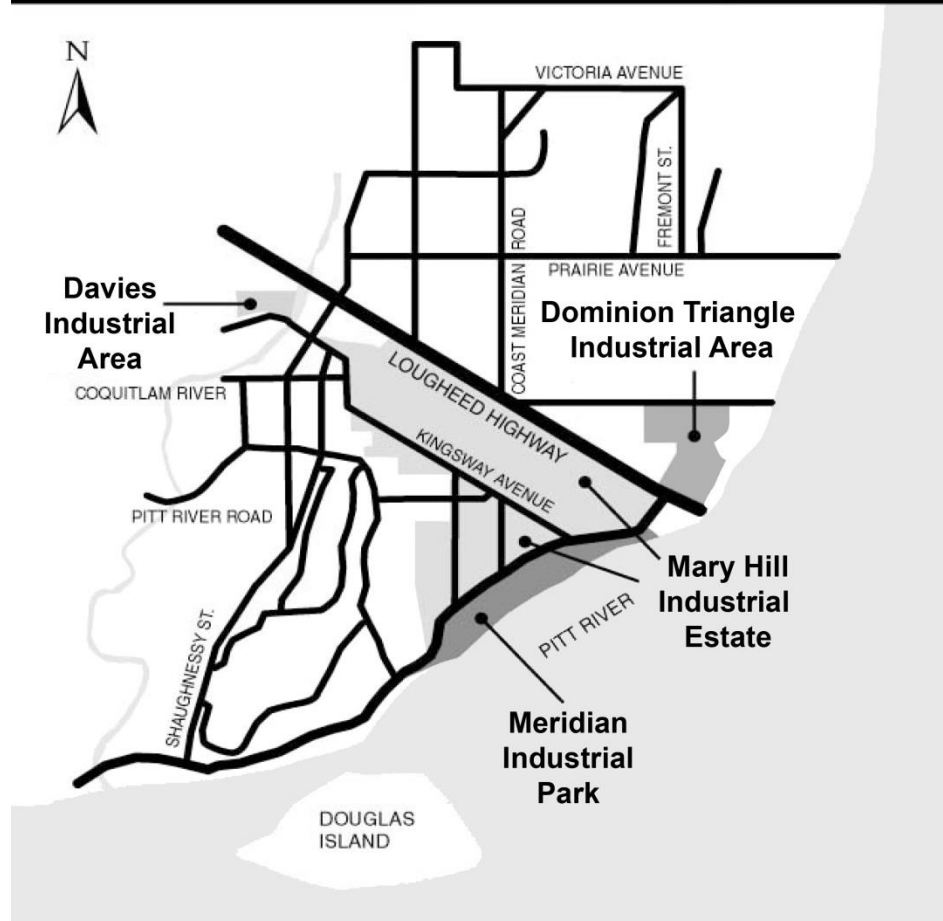 N
VICTORIA AVENUE
FREMONT ST.
COAST MERIDIAN ROAD
PRAIRIE AVENUE
Davies
Industrial
Area
Dominion Triangle
Industrial Area
COQUITLAM RIVER
LOUGHEED HIGHWAY
KINGSWAY AVENUE
PITT RIVER ROAD
Mary Hill
Industrial
Estate
PITT RIVER
SHAUGHNESSY ST.
Meridian
Industrial
Park
DOUGLAS
ISLAND